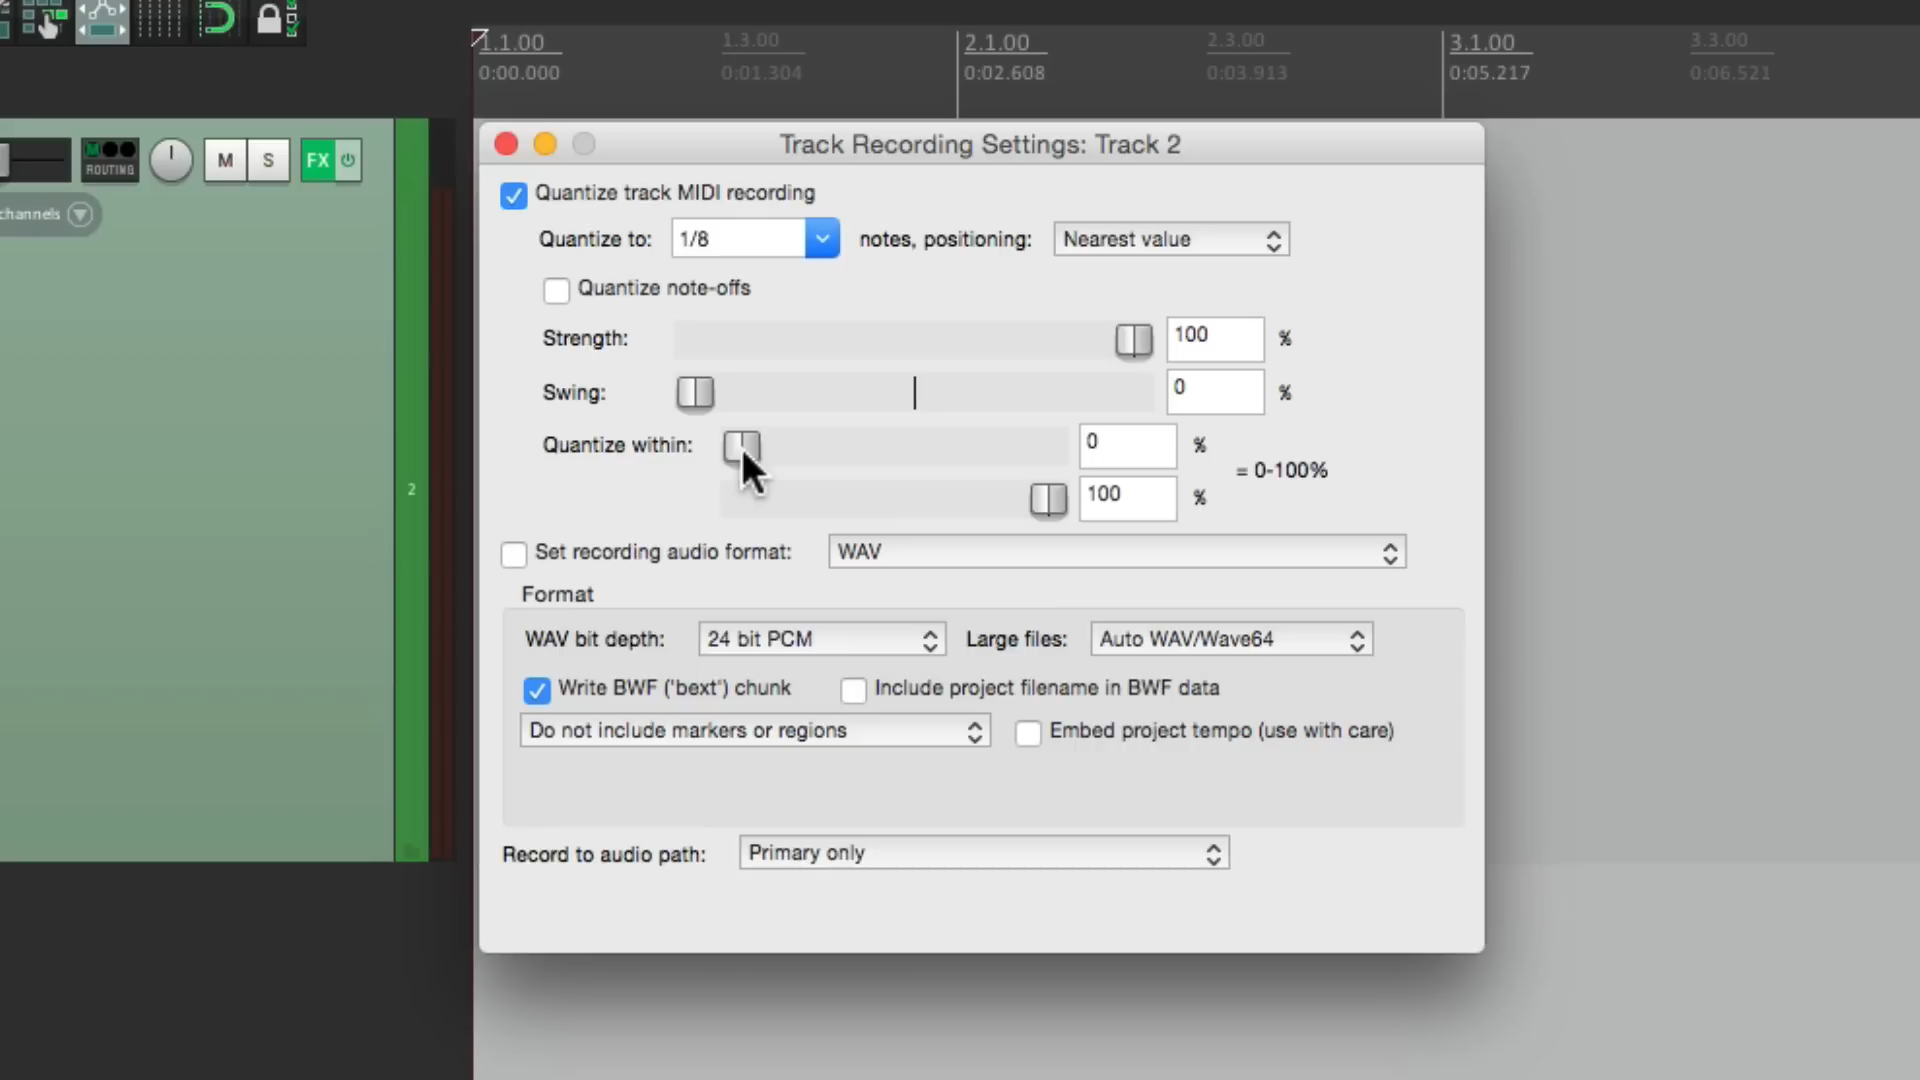 1.1.00 1.3.00 2.1.00 2.3.00 3.1.00 3.3.00
0:00.000 0:01.304 0:02.608 0:03.913 0:05.217 0:06.521
ROUTING M S FX
channels
2
Track Recording Settings: Track 2
Quantize track MIDI recording
Quantize to: 1/8 notes, positioning: Nearest value
Quantize note-offs
Strength: 100 %
Swing: 0 %
Quantize within: 0 %
= 0-100%
100 %
Set recording audio format: WAV
Format
WAV bit depth: 24 bit PCM Large files: Auto WAV/Wave64
Write BWF ('bext') chunk Include project filename in BWF data
Do not include markers or regions Embed project tempo (use with care)
Record to audio path: Primary only